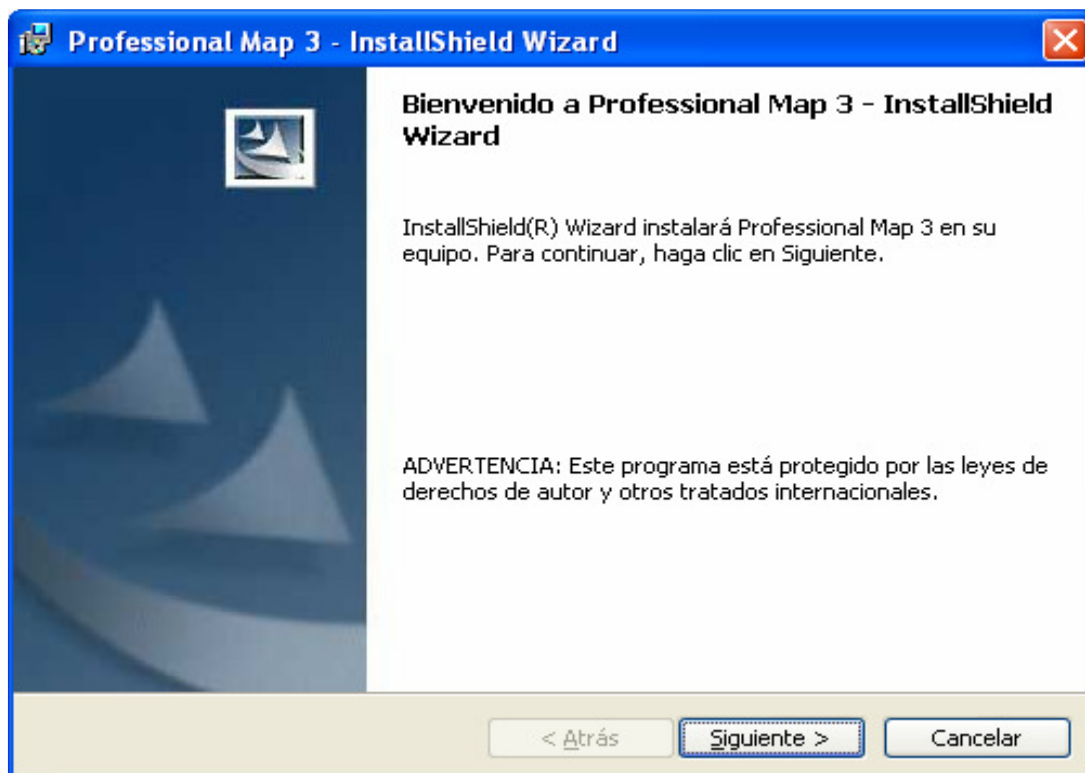 Professional Map 3 - InstallShield Wizard
Bienvenido a Professional Map 3 - InstallShield
Wizard
InstallShield(R) Wizard instalará Professional Map 3 en su
equipo. Para continuar, haga clic en Siguiente.
ADVERTENCIA: Este programa está protegido por las leyes de
derechos de autor y otros tratados internacionales.
< Atrás
Siguiente >
Cancelar